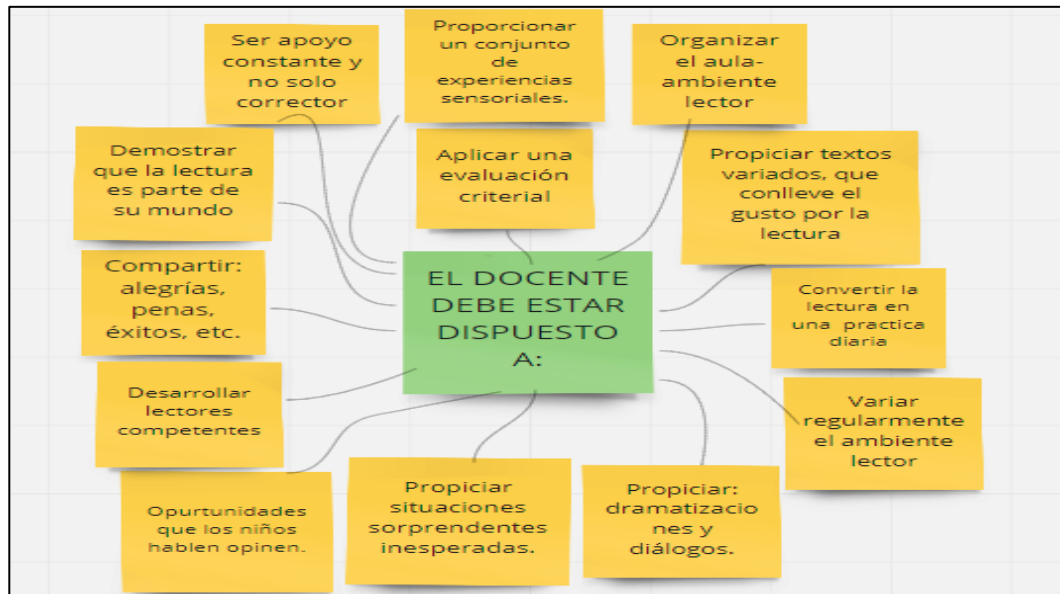 Ser apoyo
constante y
no solo
corrector
Proporcionar
un conjunto
de
experiencias
sensoriales.
Organizar
el aula-
ambiente
lector
Demostrar
que la lectura
es parte de
su mundo
Aplicar una
evaluación
criterial
Propiciar textos
variados, que
conlleve el
gusto por la
lectura
Compartir:
alegrías,
penas,
éxitos, etc.
EL DOCENTE
DEBE ESTAR
DISPUESTO
A:
Convertir la
lectura en
una practica
diaria
Desarrollar
lectores
competentes
Variar
regularmente
el ambiente
lector
Opurtunidades
que los niños
hablen opinen.
Propiciar
situaciones
sorprendentes
inesperadas.
Propiciar:
dramatizacio
nes y
diálogos.